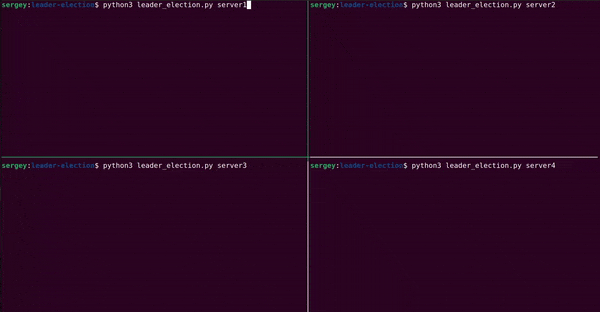 sergey:leader-election$ python3 leader_election.py server1
sergey:leader-election$ python3 leader_election.py server2
sergey:leader-election$ python3 leader_election.py server3
sergey:leader-election$ python3 leader_election.py server4